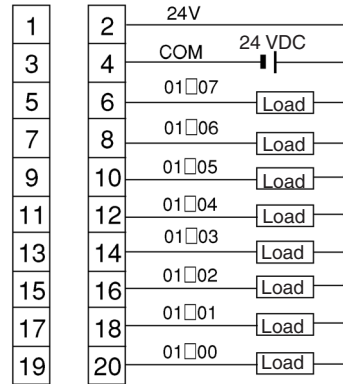 1 2 24V
3 4 COM 24 VDC
5 6 01□07 Load
7 8 01□06 Load
9 10 01□05 Load
11 12 01□04 Load
13 14 01□03 Load
15 16 01□02 Load
17 18 01□01 Load
19 20 01□00 Load